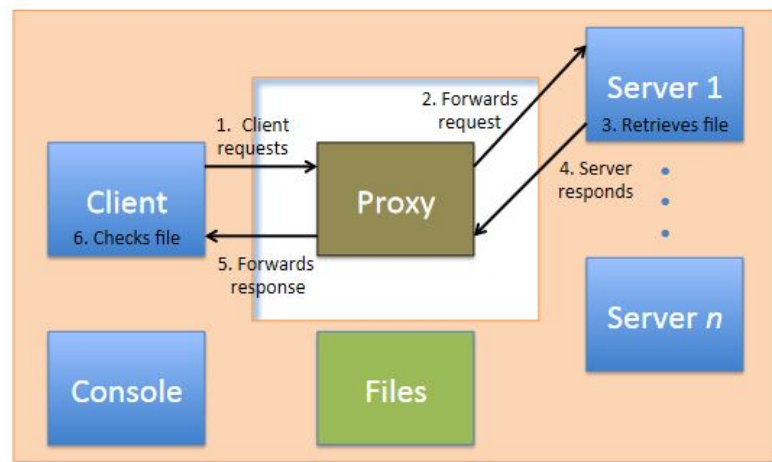 Server 1
3. Retrieves file
2. Forwards
request
1. Client
requests
4. Server
responds
Client
6. Checks file
Proxy
5. Forwards
response
Server n
Console
Files